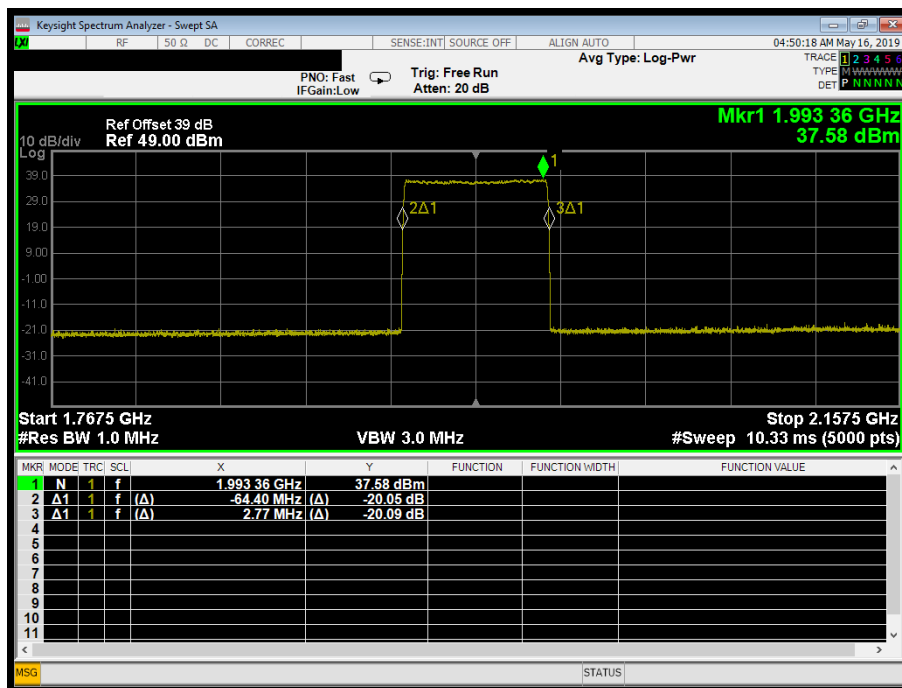 Keysight Spectrum Analyzer - Swept SA
LXI RF 50 Ω DC CORREC SENSE:INT SOURCE OFF ALIGN AUTO 04:50:18 AM May 16, 2019
Avg Type: Log-Pwr TRACE 1 2 3 4 5 6
PNO: Fast Trig: Free Run TYPE M W W W W W
IFGain:Low Atten: 20 dB DET P N N N N N
Mkr1 1.993 36 GHz
37.58 dBm
Ref Offset 39 dB
10 dB/div Ref 49.00 dBm
Log
1
39.0
29.0
2Δ1 3Δ1
19.0
9.00
-1.00
-11.0
-21.0
-31.0
-41.0
Start 1.7675 GHz Stop 2.1575 GHz
#Res BW 1.0 MHz VBW 3.0 MHz #Sweep 10.33 ms (5000 pts)
MKR MODE TRC SCL X Y FUNCTION FUNCTION WIDTH FUNCTION VALUE
1 N 1 f 1.993 36 GHz 37.58 dBm
2 Δ1 1 f (Δ) -64.40 MHz (Δ) -20.05 dB
3 Δ1 1 f (Δ) 2.77 MHz (Δ) -20.09 dB
4
5
6
7
8
9
10
11
MSG STATUS